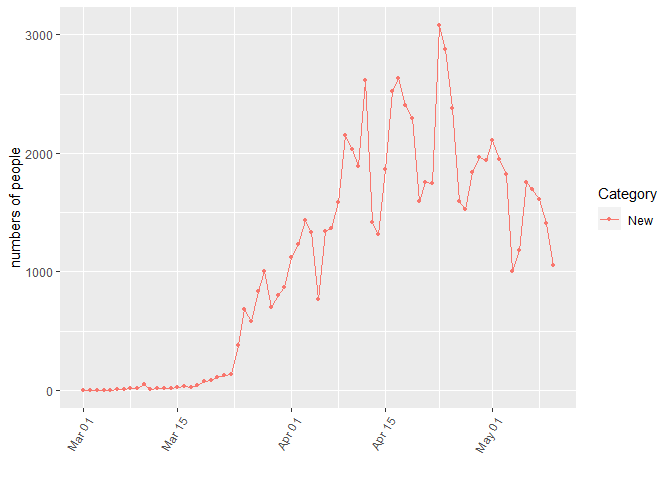 numbers of people
3000
2000
1000
0
Mar 01
Mar 15
Apr 01
Apr 15
May 01
Category
New